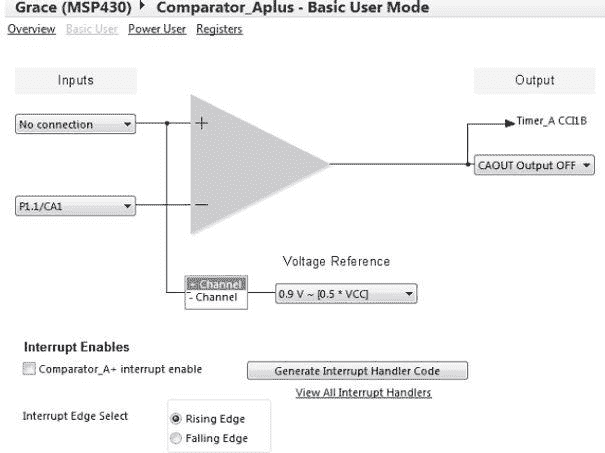 Grace (MSP430) ▸ Comparator_Aplus - Basic User Mode
Overview Basic User Power User Registers
Inputs Output
No connection + Timer_A CCI1B
CAOUT Output OFF
P1.1/CA1 −
Voltage Reference
+ Channel
- Channel 0.9 V ~ [0.5 * VCC]
Interrupt Enables
Comparator_A+ interrupt enable Generate Interrupt Handler Code
View All Interrupt Handlers
Interrupt Edge Select Rising Edge
Falling Edge